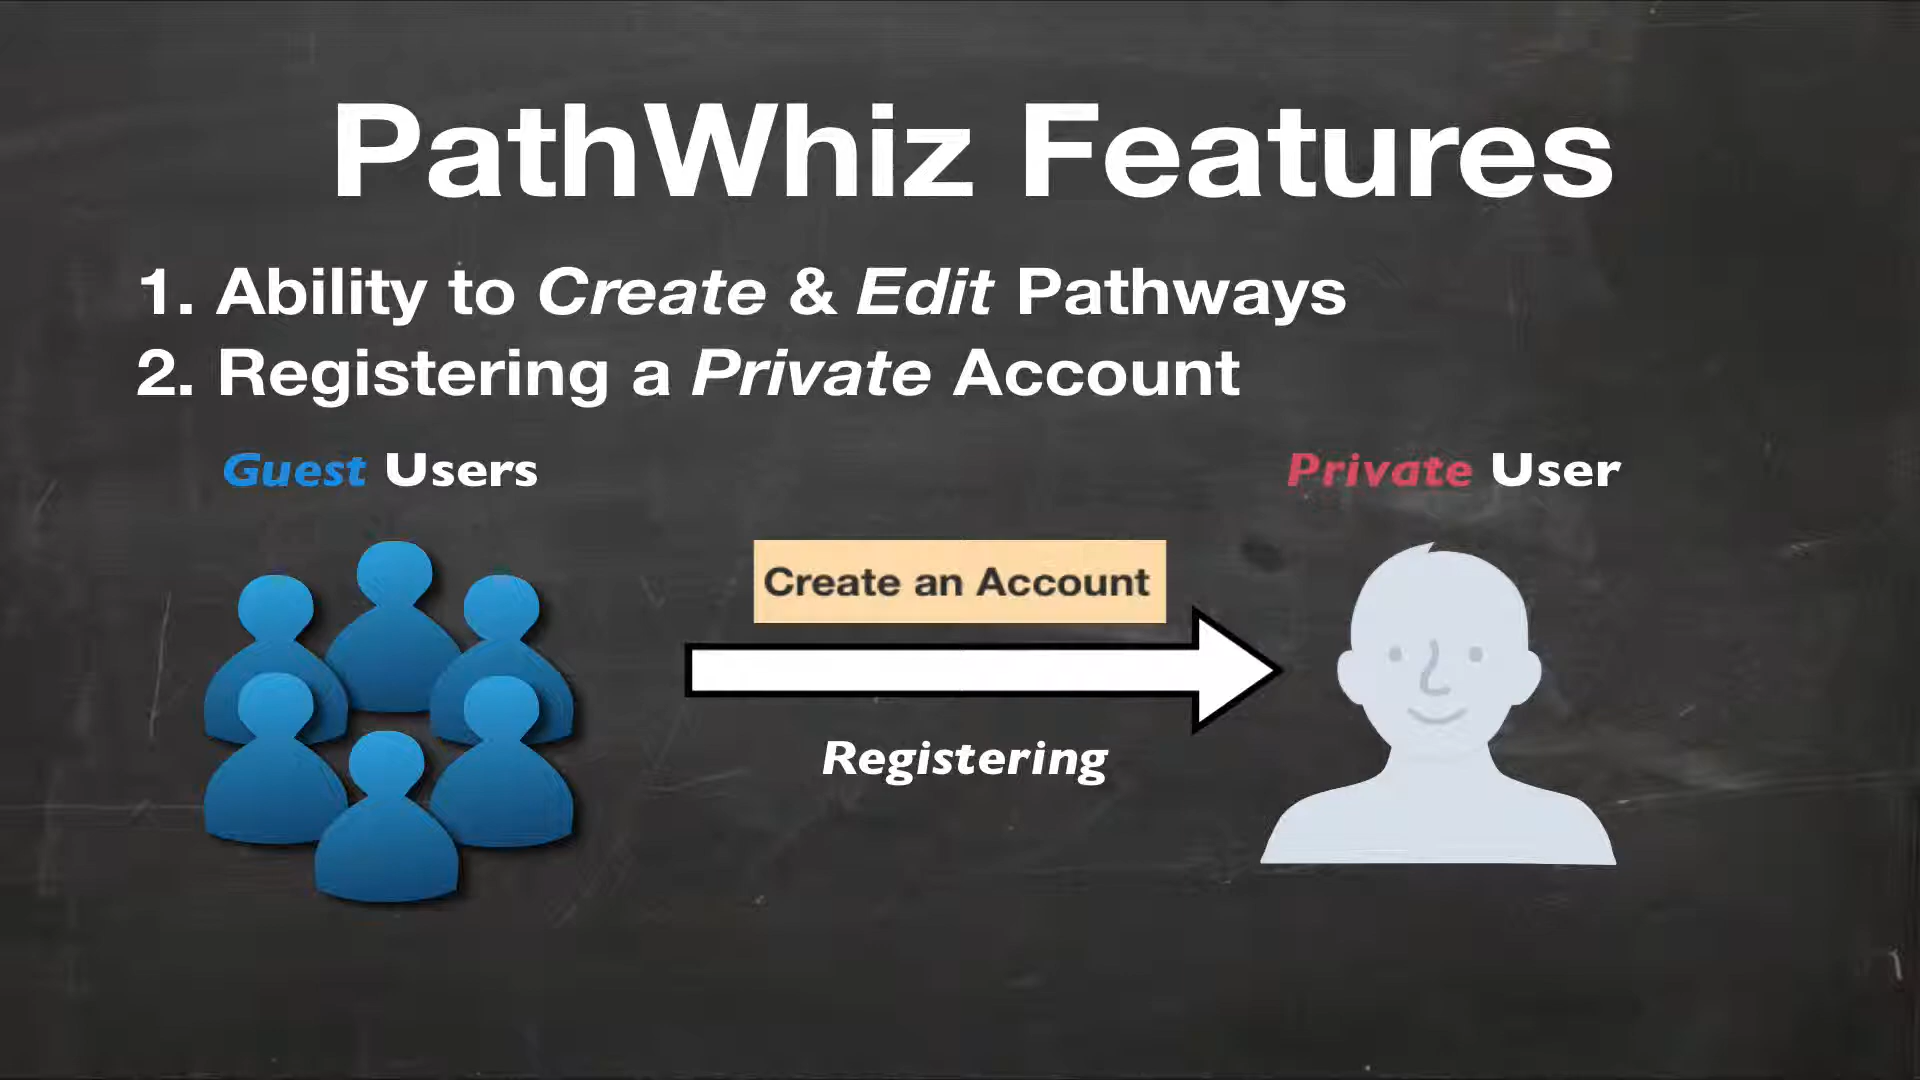 PathWhiz Features
1. Ability to Create & Edit Pathways
2. Registering a Private Account
Guest Users
Private User
Create an Account
Registering